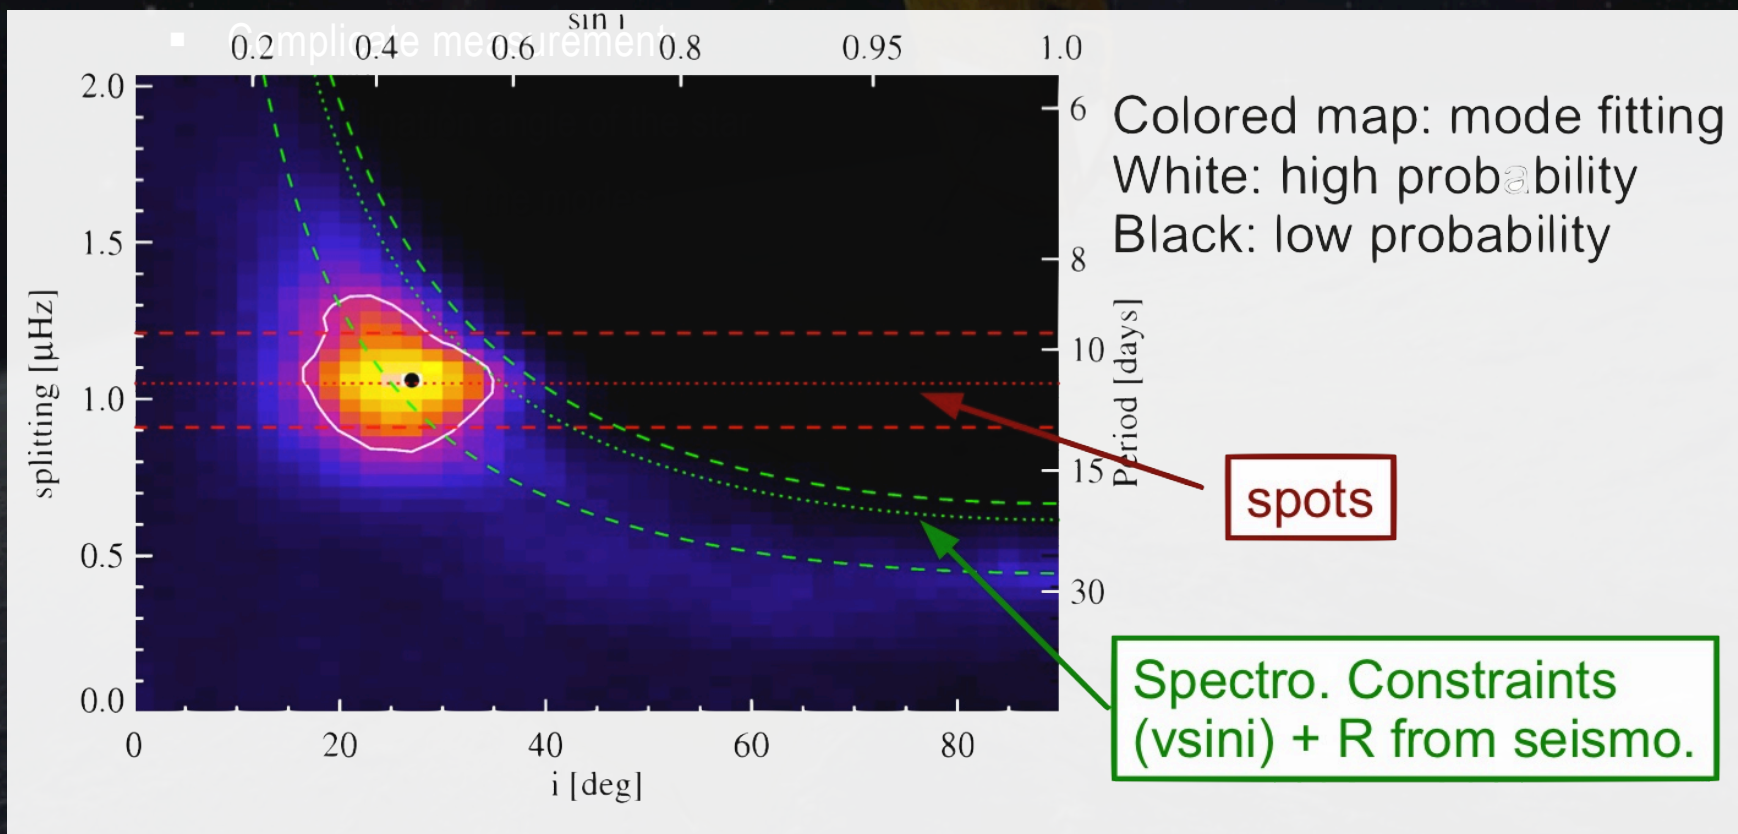 sin i
▪ Complicate measurement:
0.2 0.4 0.6 0.8 0.95 1.0
2.0
1.5
1.0
0.5
0.0
splitting [µHz]
6
8
10
15
30
Period [days]
0 20 40 60 80
i [deg]
Colored map: mode fitting
White: high probability
Black: low probability
spots
Spectro. Constraints
(vsini) + R from seismo.